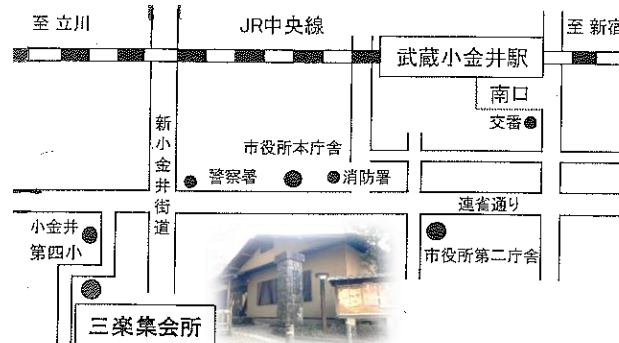 至 立川
JR中央線
至 新宿
武蔵小金井駅
南口
交番
新小金井街道
市役所本庁舎
警察署
消防署
連雀通り
小金井
第四小
市役所第二庁舎
三楽集会所